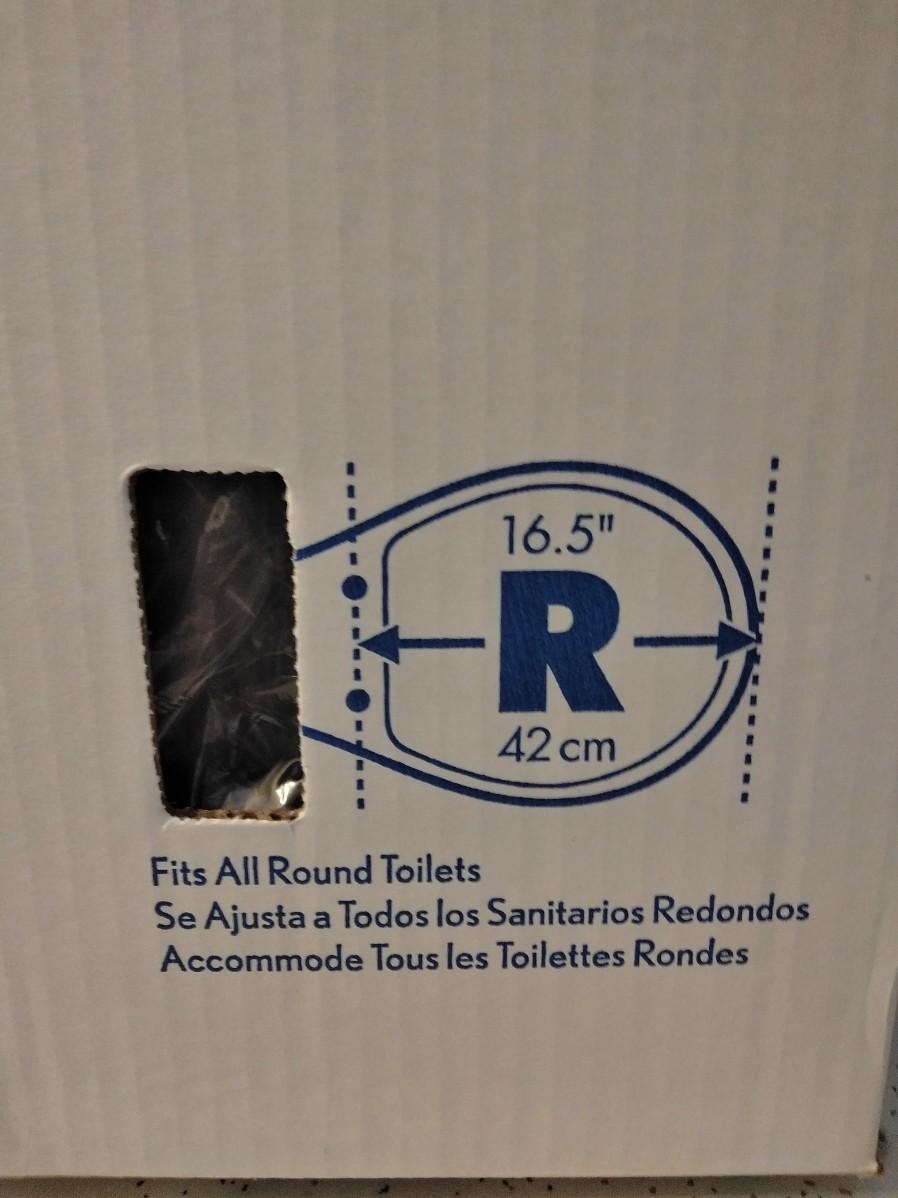 16.5"
R
42 cm
Fits All Round Toilets
Se Ajusta a Todos los Sanitarios Redondos
Accommode Tous les Toilettes Rondes